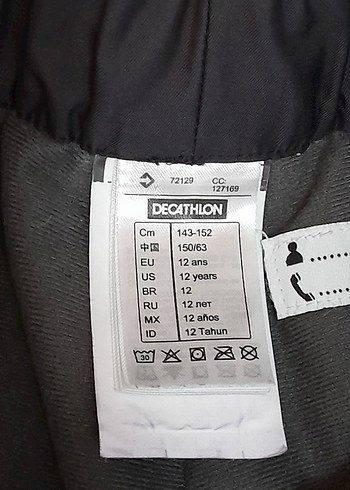 72129 CC:
127169
DECATHLON
Cm 143-152
中国 150/63
EU 12 ans
US 12 years
BR 12
RU 12 лет
MX 12 años
ID 12 Tahun
30